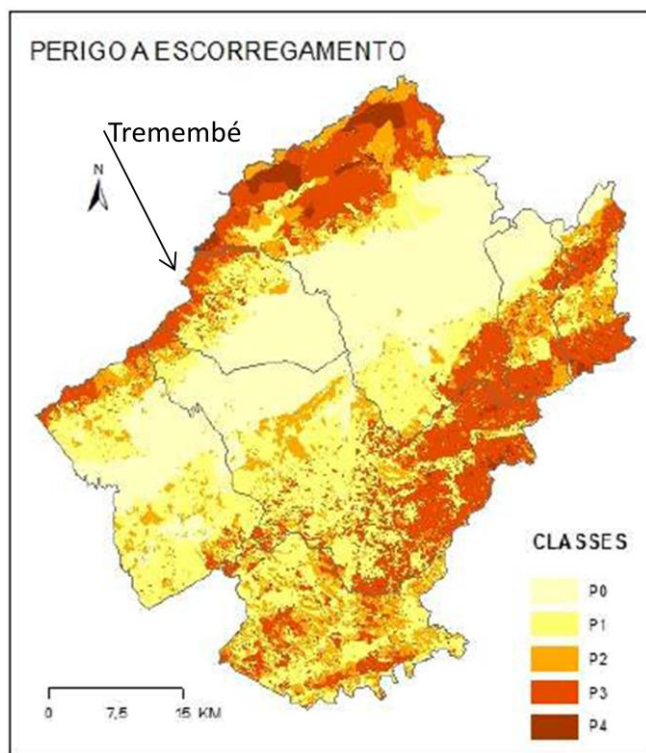 PERIGO A ESCORREGAMENTO
Tremembé
N
CLASSES
P0
P1
P2
P3
P4
0 7,5 15 KM